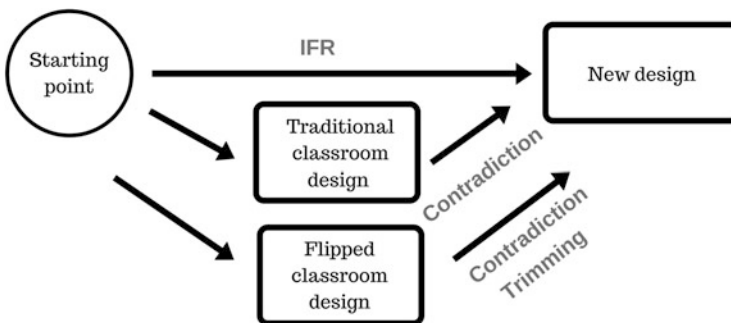 IFR
Starting
point
New design
Traditional
classroom
design
Contradiction
Flipped
classroom
design
Contradiction
Trimming